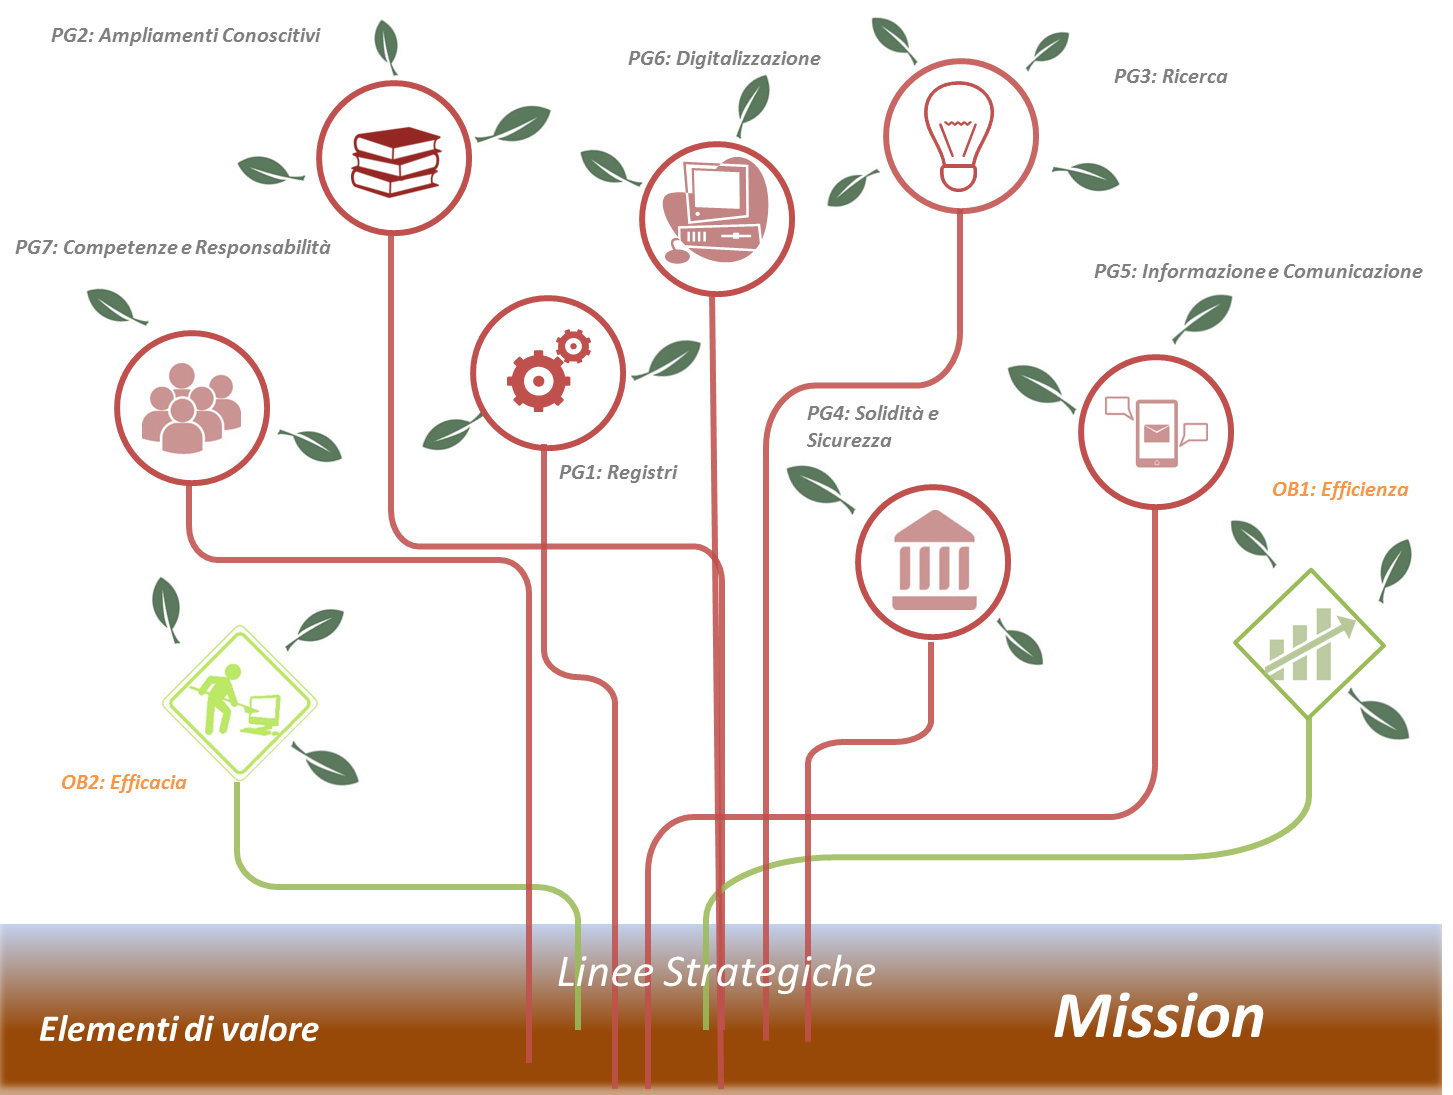 PG2: Ampliamenti Conoscitivi
PG6: Digitalizzazione
PG3: Ricerca
PG7: Competenze e Responsabilità
PG5: Informazione e Comunicazione
PG4: Solidità e
Sicurezza
PG1: Registri
OB1: Efficienza
OB2: Efficacia
Linee Strategiche
Elementi di valore
Mission